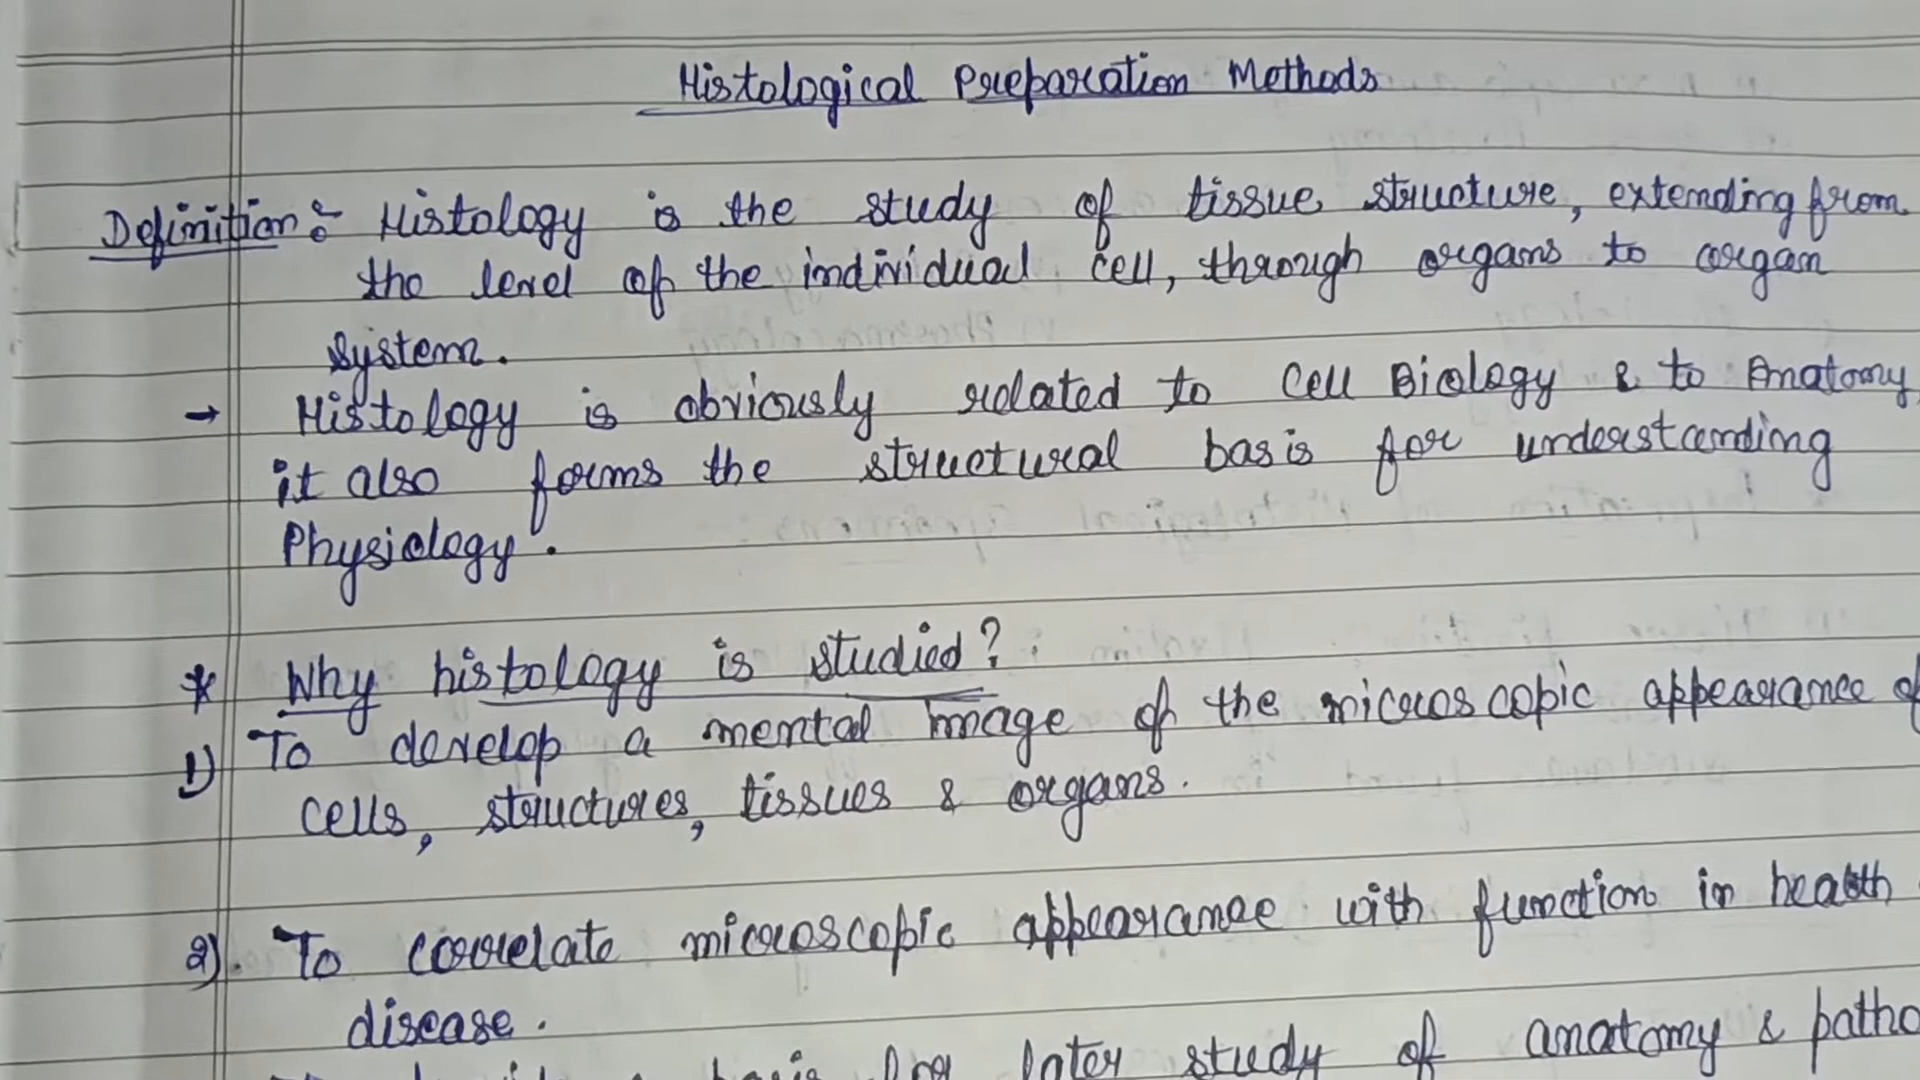 Histological Preparation Methods
Definition:- Histology is the study of tissue structure, extending from
the level of the individual cell, through organs to organ
system.
→ Histology is obviously related to Cell Biology & to Anatomy,
it also forms the structural basis for understanding
Physiology.
* Why histology is studied?
1) To develop a mental image of the microscopic appearance of
cells, structures, tissues & organs.
2). To correlate microscopic appearance with function in health
disease.
basis for later study of anatomy & patho